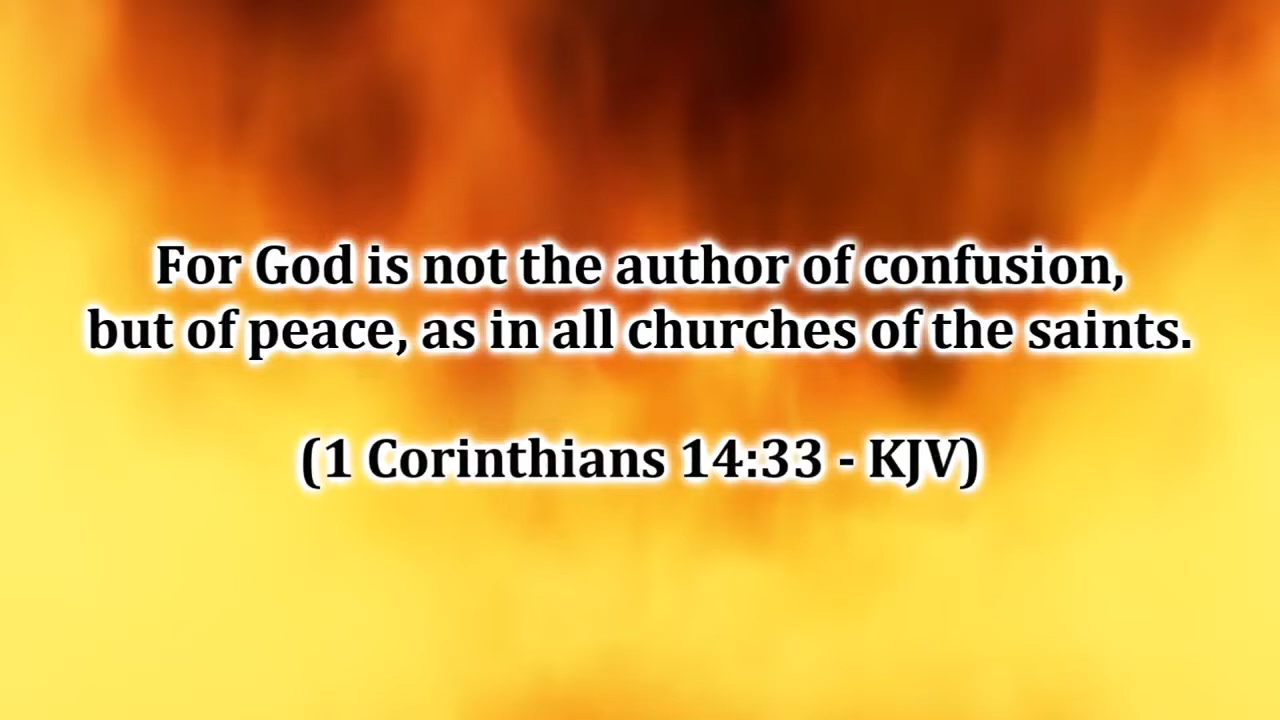 For God is not the author of confusion,
but of peace, as in all churches of the saints.
(1 Corinthians 14:33 - KJV)